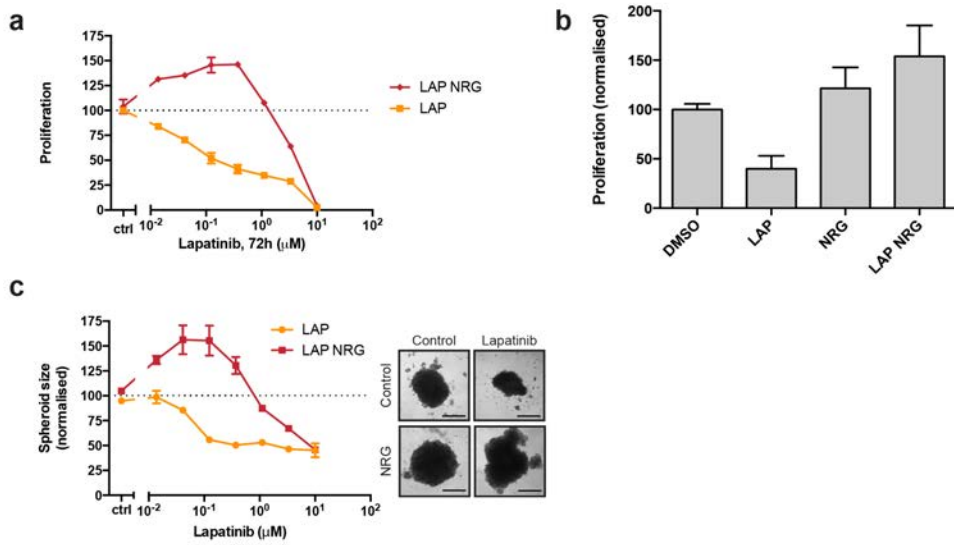 a
Proliferation
175
150
125
100
75
50
25
0
ctrl 10⁻² 10⁻¹ 10⁰ 10¹ 10²
Lapatinib, 72h (μM)
LAP NRG
LAP
b
Proliferation (normalised)
200
150
100
50
0
DMSO
LAP
NRG
LAP NRG
c
Spheroid size
(normalised)
175
150
125
100
75
50
25
0
ctrl 10⁻² 10⁻¹ 10⁰ 10¹ 10²
Lapatinib (μM)
LAP
LAP NRG
Control Lapatinib
Control
NRG